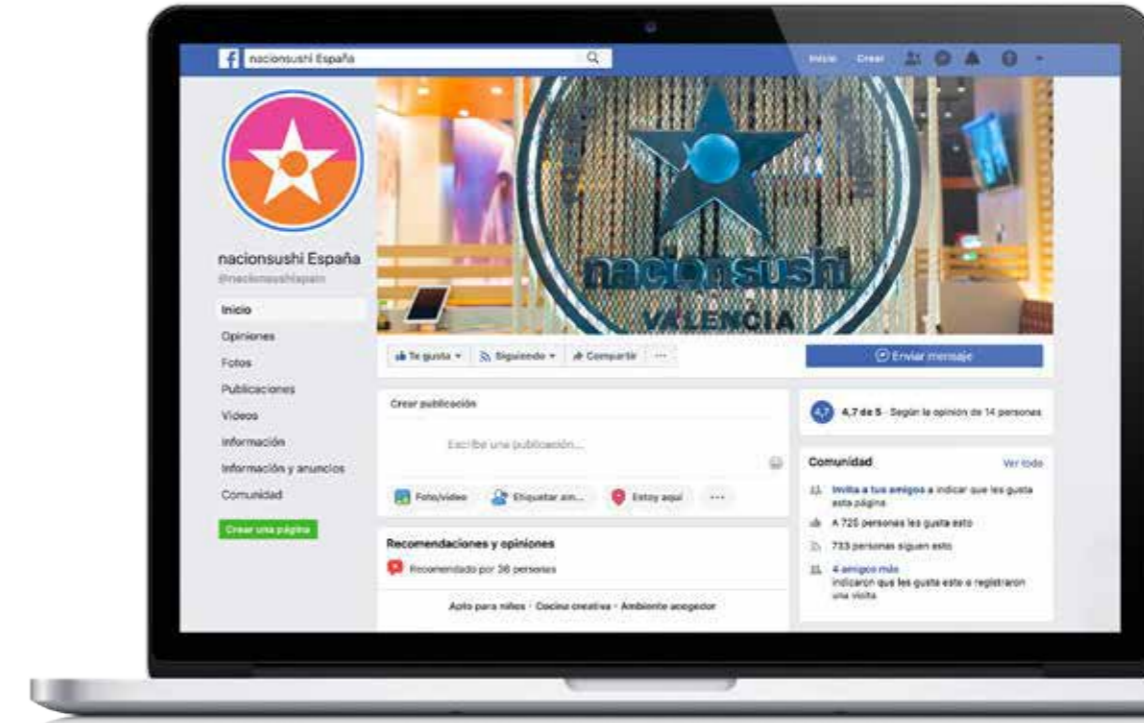 nacionsushi España
Inicio Crear
nacionsushi España
@nacionsushispain
Inicio
Opiniones
Fotos
Publicaciones
Videos
Información
Información y anuncios
Comunidad
Crear una página
nacionsushi
VALENCIA
Te gusta Siguiendo Compartir ...
Enviar mensaje
Crear publicación
Escribe una publicación...
Foto/video Etiquetar am... Estoy aquí ...
Recomendaciones y opiniones
Recomendado por 36 personas
Apto para niños · Cocina creativa · Ambiente acogedor
4,7 4,7 de 5 · Según la opinión de 14 personas
Comunidad Ver todo
Invita a tus amigos a indicar que les gusta
esta página
A 725 personas les gusta esto
733 personas siguen esto
4 amigos más
indicaron que les gusta esto o registraron
una visita